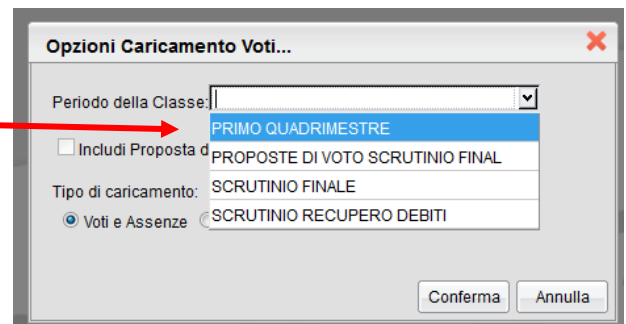 Opzioni Caricamento Voti...
Periodo della Classe:
PRIMO QUADRIMESTRE
Includi Proposta d
PROPOSTE DI VOTO SCRUTINIO FINAL
Tipo di caricamento:
SCRUTINIO FINALE
Voti e Assenze
SCRUTINIO RECUPERO DEBITI
Conferma
Annulla